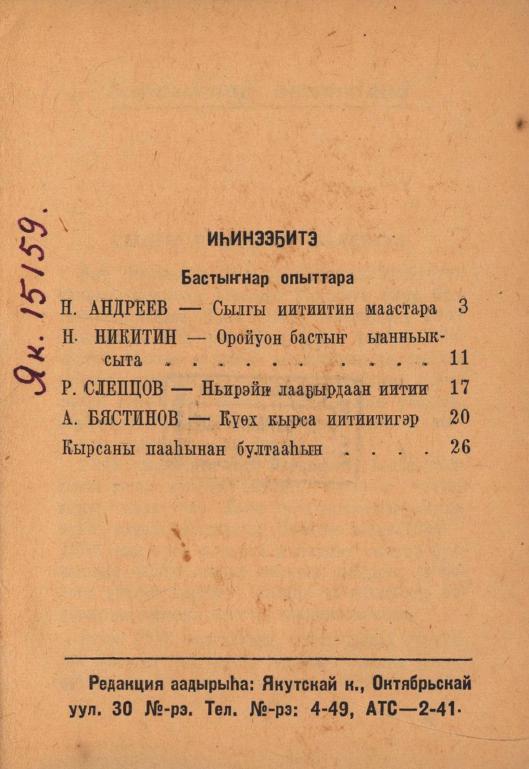 Як. 15159.
ИҺИНЭЭҔИТЭ
Бастыҥнар опыттара
Н. АНДРЕЕВ — Сылгы иитиитин маастара 3
Н. НИКИТИН — Оройуон бастыҥ ыанньык-
сыта . . . . . . . . . . 11
Р. СЛЕПЦОВ — Ньирэйи лааҕырдаан иитии 17
А. БЯСТИНОВ — Күөх кырса иитиитигэр 20
Кырсаны пааһынан бултааһын . . . . 26
Редакция аадырыһа: Якутскай к., Октябрьскай
уул. 30 №-рэ. Тел. №-рэ: 4-49, АТС—2-41.